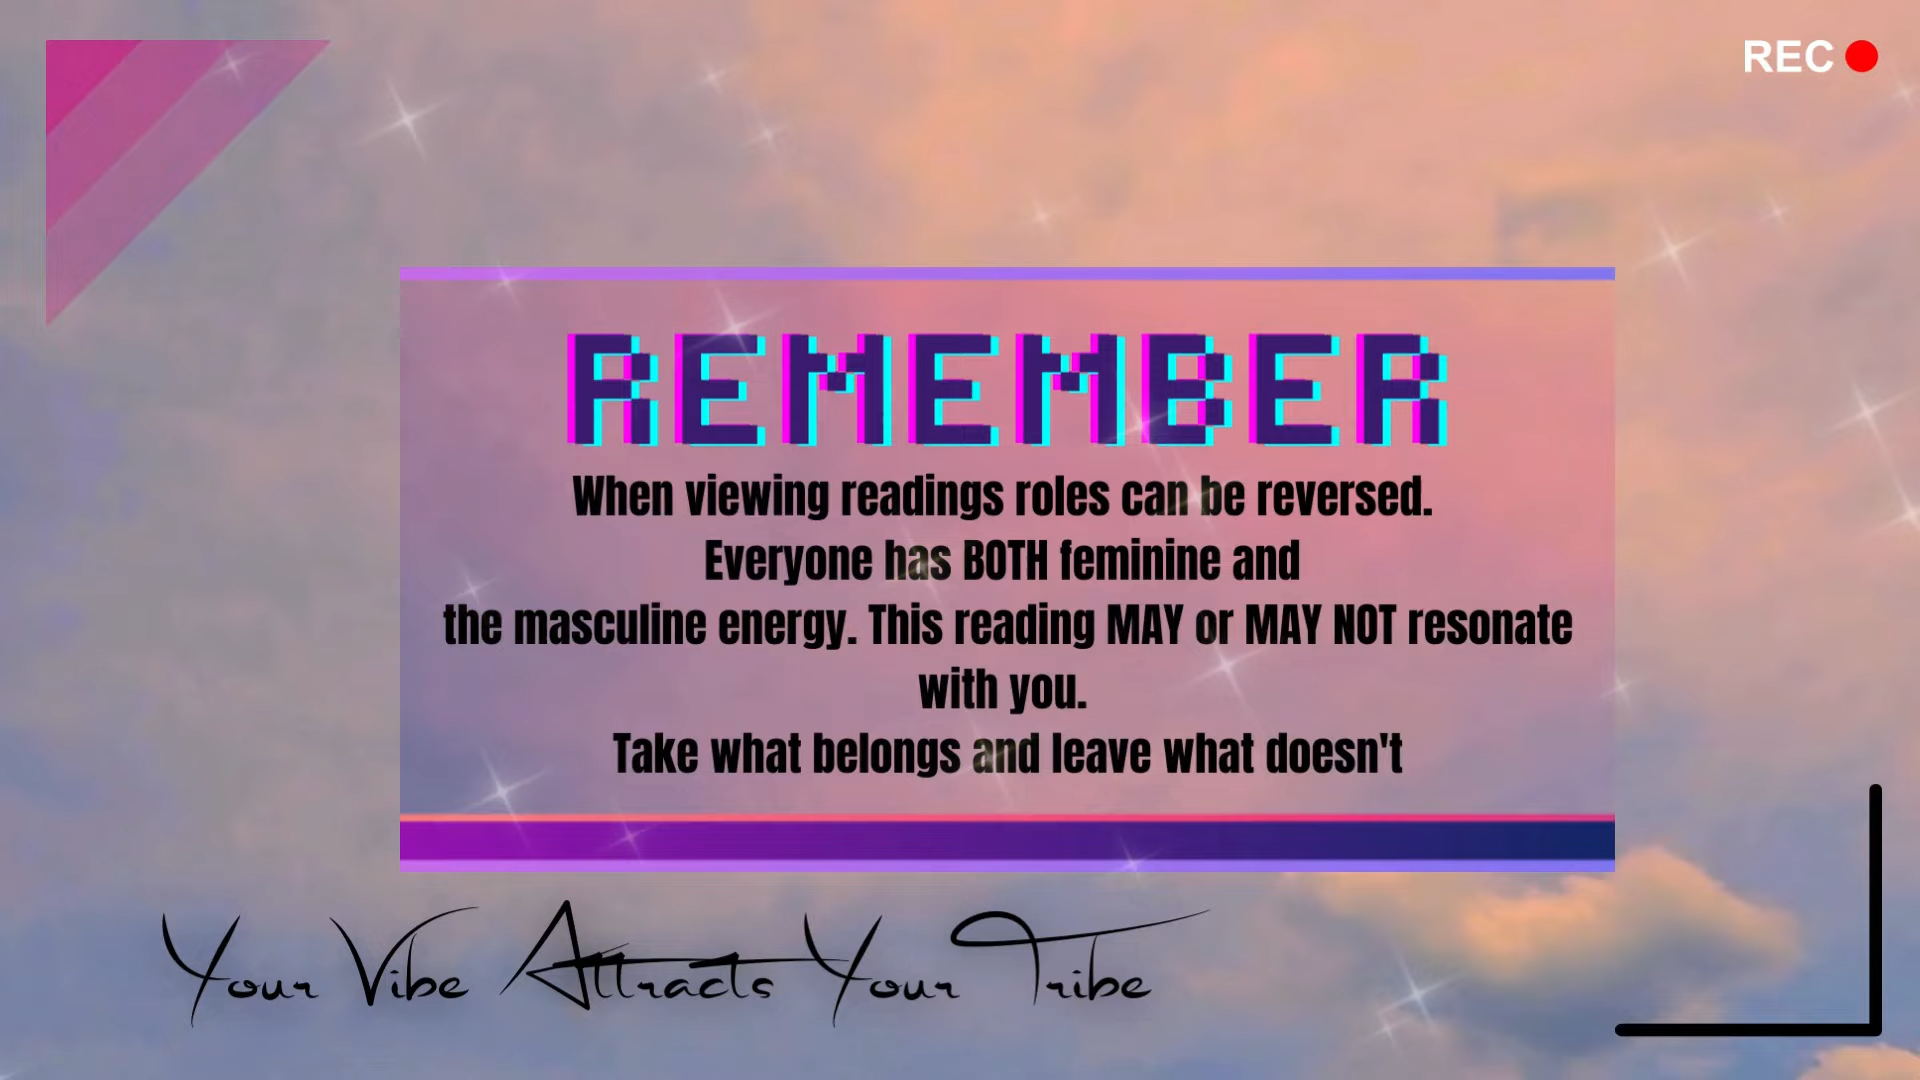 REC
REMEMBER
When viewing readings roles can be reversed.
Everyone has BOTH feminine and
the masculine energy. This reading MAY or MAY NOT resonate
with you.
Take what belongs and leave what doesn't
Your Vibe Attracts Your Tribe